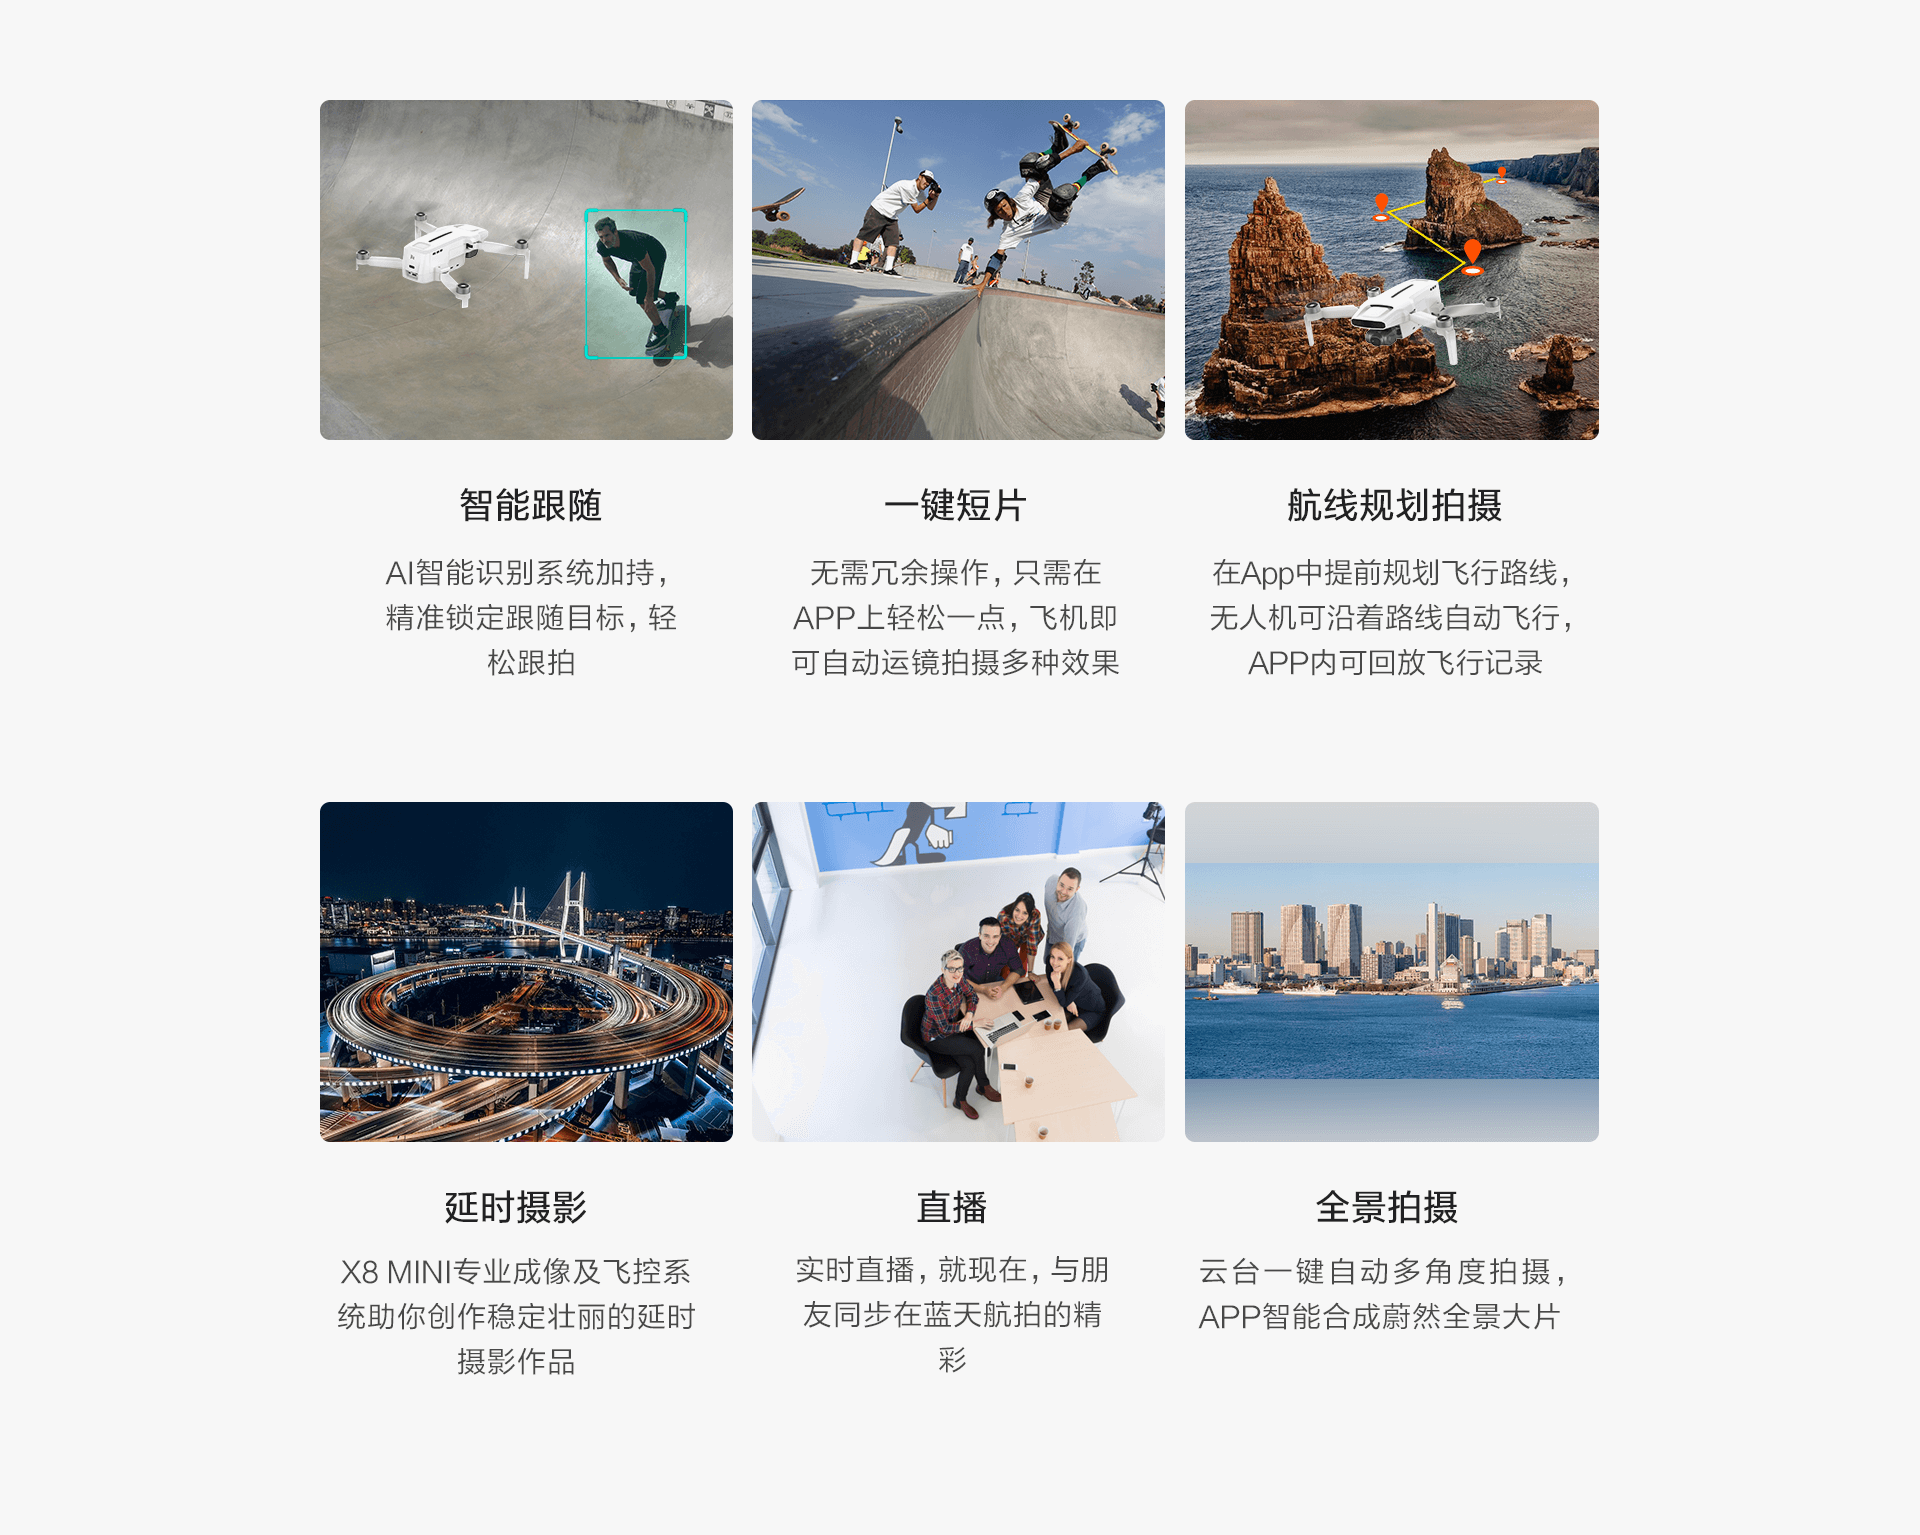 智能跟随
AI智能识别系统加持，
精准锁定跟随目标，轻
松跟拍
一键短片
无需冗余操作，只需在
APP上轻松一点，飞机即
可自动运镜拍摄多种效果
航线规划拍摄
在App中提前规划飞行路线，
无人机可沿着路线自动飞行，
APP内可回放飞行记录
延时摄影
X8 MINI专业成像及飞控系
统助你创作稳定壮丽的延时
摄影作品
直播
实时直播，就现在，与朋
友同步在蓝天航拍的精
彩
全景拍摄
云台一键自动多角度拍摄，
APP智能合成蔚然全景大片